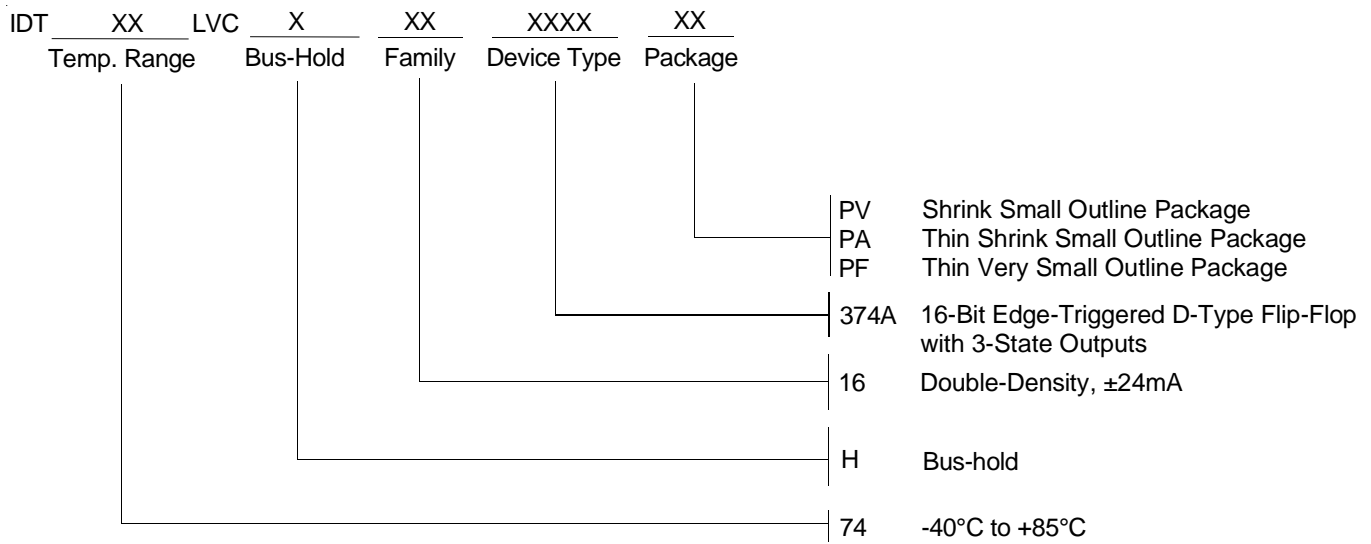 IDT XX LVC X XX XXXX XX
Temp. Range Bus-Hold Family Device Type Package
PV Shrink Small Outline Package
PA Thin Shrink Small Outline Package
PF Thin Very Small Outline Package
374A 16-Bit Edge-Triggered D-Type Flip-Flop
with 3-State Outputs
16 Double-Density, ±24mA
H Bus-hold
74 -40°C to +85°C